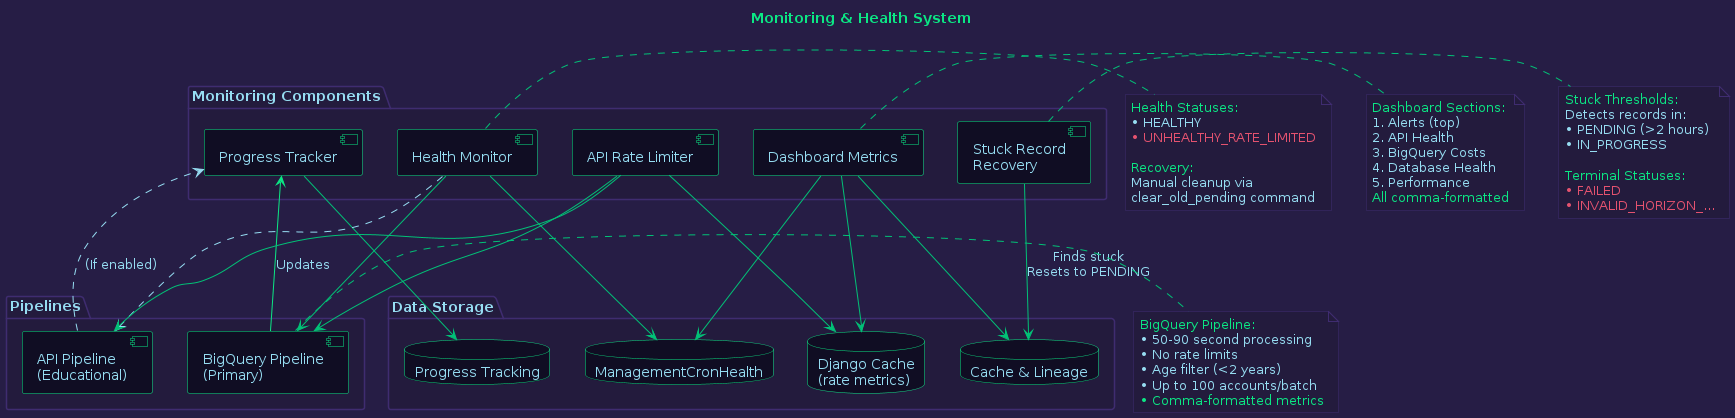 Monitoring & Health System
Monitoring Components
Progress Tracker
Health Monitor
API Rate Limiter
Dashboard Metrics
Stuck Record
Recovery
Health Statuses:
• HEALTHY
• UNHEALTHY_RATE_LIMITED
Recovery:
Manual cleanup via
clear_old_pending command
Dashboard Sections:
1. Alerts (top)
2. API Health
3. BigQuery Costs
4. Database Health
5. Performance
All comma-formatted
Stuck Thresholds:
Detects records in:
• PENDING (>2 hours)
• IN_PROGRESS
Terminal Statuses:
• FAILED
• INVALID_HORIZON_...
(If enabled)
Updates
Finds stuck
Resets to PENDING
Pipelines
API Pipeline
(Educational)
BigQuery Pipeline
(Primary)
Data Storage
Progress Tracking
ManagementCronHealth
Django Cache
(rate metrics)
Cache & Lineage
BigQuery Pipeline:
• 50-90 second processing
• No rate limits
• Age filter (<2 years)
• Up to 100 accounts/batch
• Comma-formatted metrics